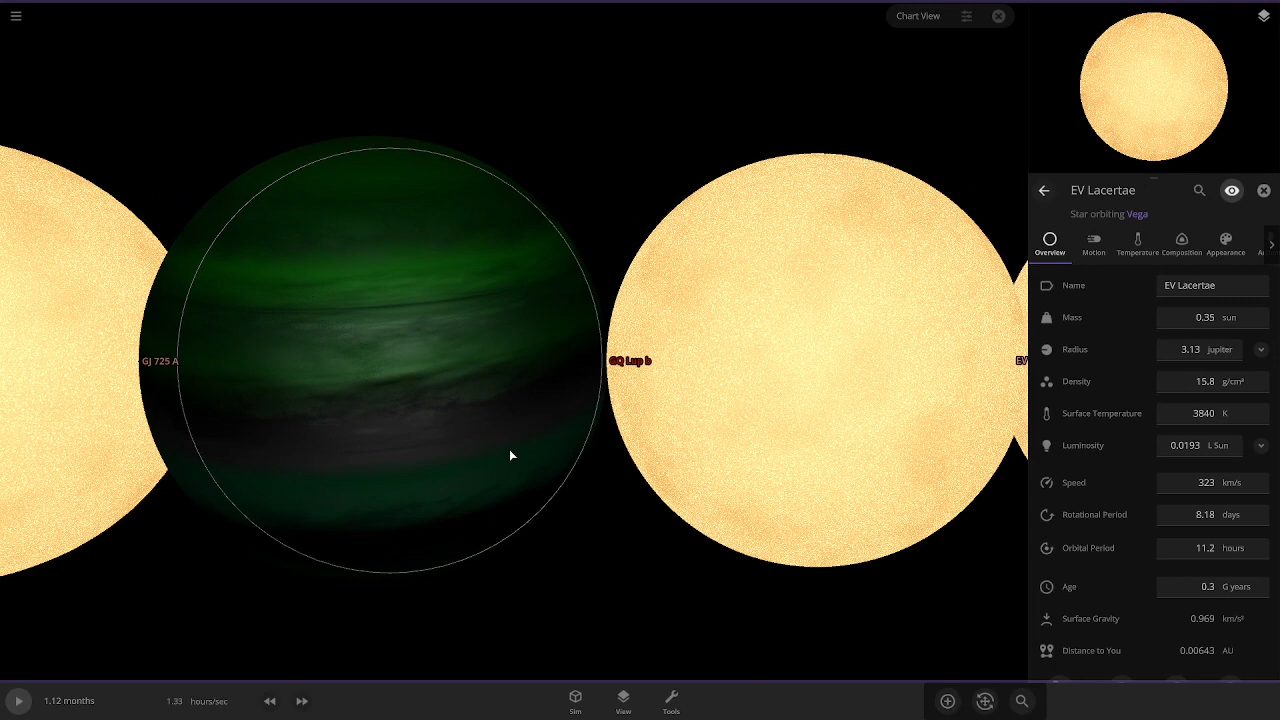 Chart View
GJ 725 A
GQ Lup b
EV
EV Lacertae
Star orbiting Vega
Overview
Motion
Temperature
Composition
Appearance
Name EV Lacertae
Mass 0.35 sun
Radius 3.13 jupiter
Density 15.8 g/cm³
Surface Temperature 3840 K
Luminosity 0.0193 L Sun
Speed 323 km/s
Rotational Period 8.18 days
Orbital Period 11.2 hours
Age 0.3 G years
Surface Gravity 0.969 km/s²
Distance to You 0.00643 AU
1.12 months
1.33 hours/sec
Sim
View
Tools